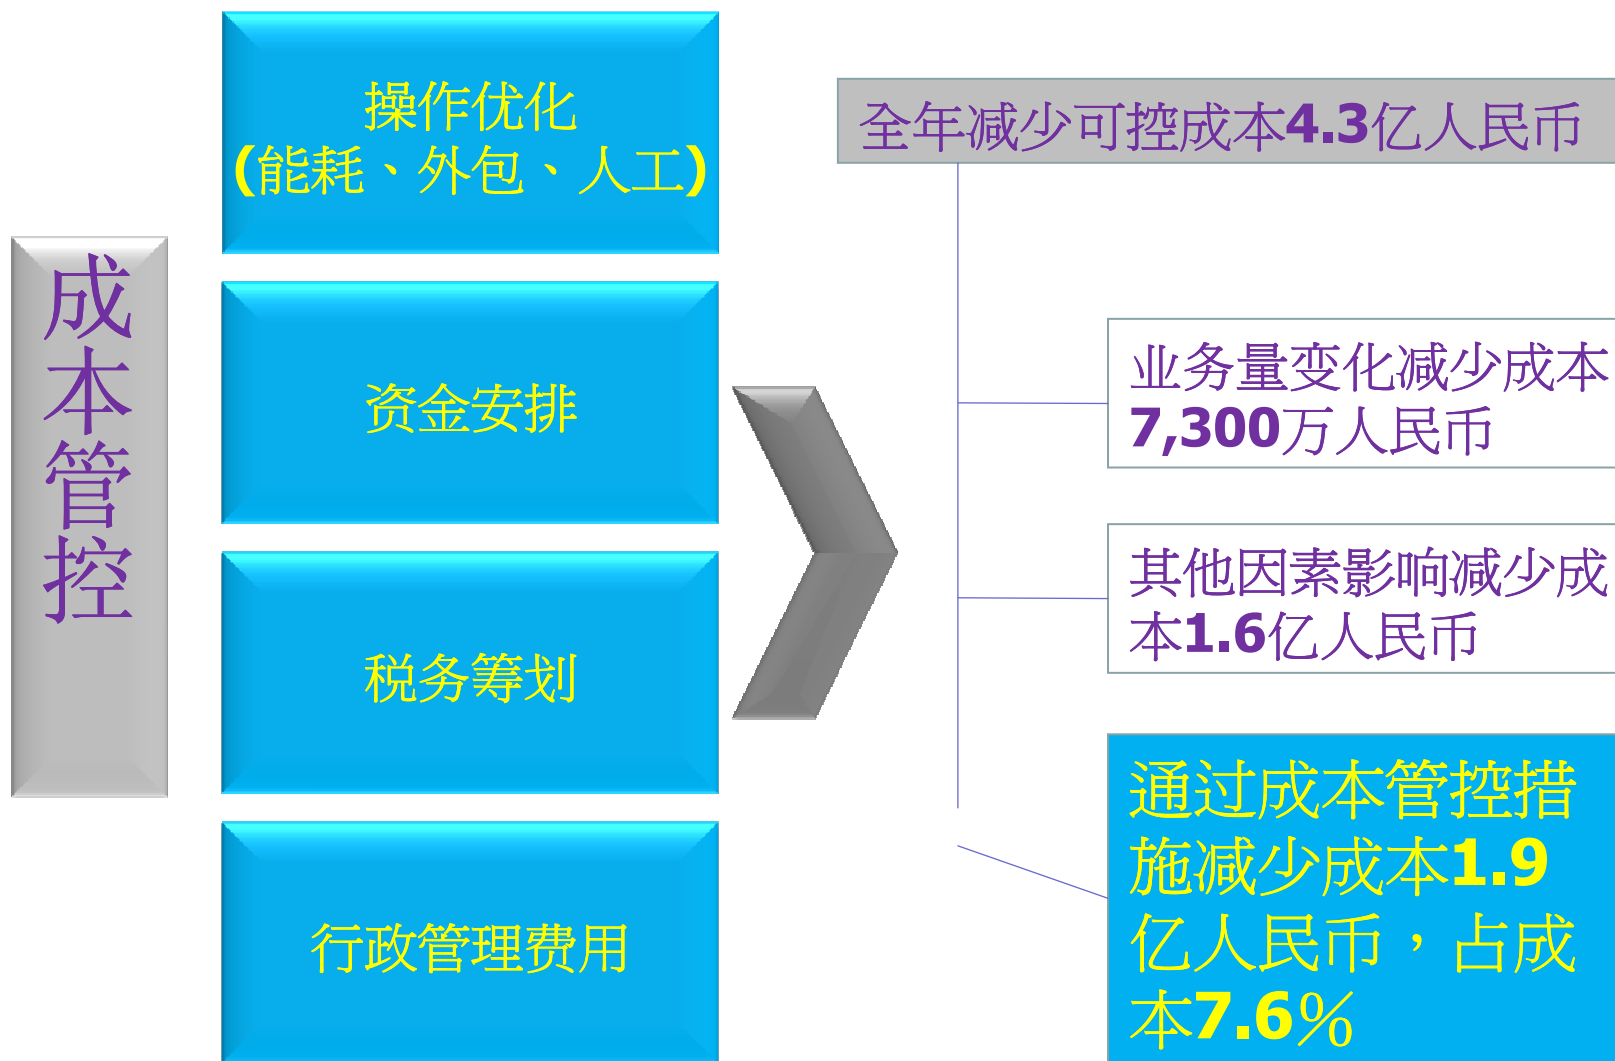 成本管控
操作优化
(能耗、外包、人工)
资金安排
税务筹划
行政管理费用
全年减少可控成本4.3亿人民币
业务量变化减少成本
7,300万人民币
其他因素影响减少成
本1.6亿人民币
通过成本管控措
施减少成本1.9
亿人民币，占成
本7.6%